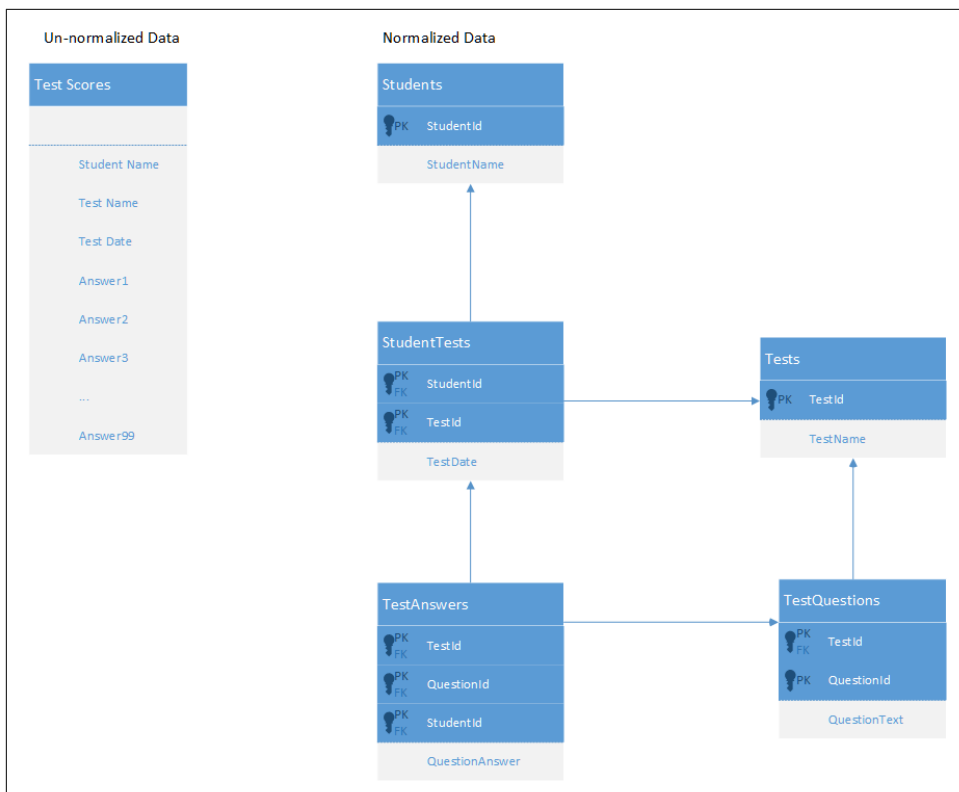 Un-normalized Data
Test Scores
Student Name
Test Name
Test Date
Answer1
Answer2
Answer3
...
Answer99
Normalized Data
Students
PK StudentId
StudentName
StudentTests
PK
FK StudentId
PK
FK TestId
TestDate
Tests
PK TestId
TestName
TestAnswers
PK
FK TestId
PK
FK QuestionId
PK
FK StudentId
QuestionAnswer
TestQuestions
PK
FK TestId
PK QuestionId
QuestionText